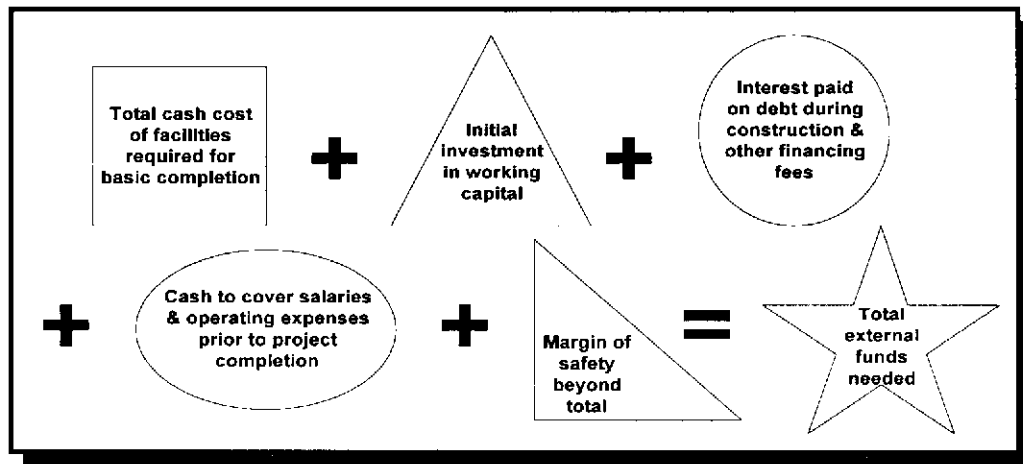 Total cash cost
of facilities
required for
basic completion
+
Initial
investment
in working
capital
+
Interest paid
on debt during
construction &
other financing
fees
+
Cash to cover salaries
& operating expenses
prior to project
completion
+
Margin of
safety
beyond
total
=
Total
external
funds
needed